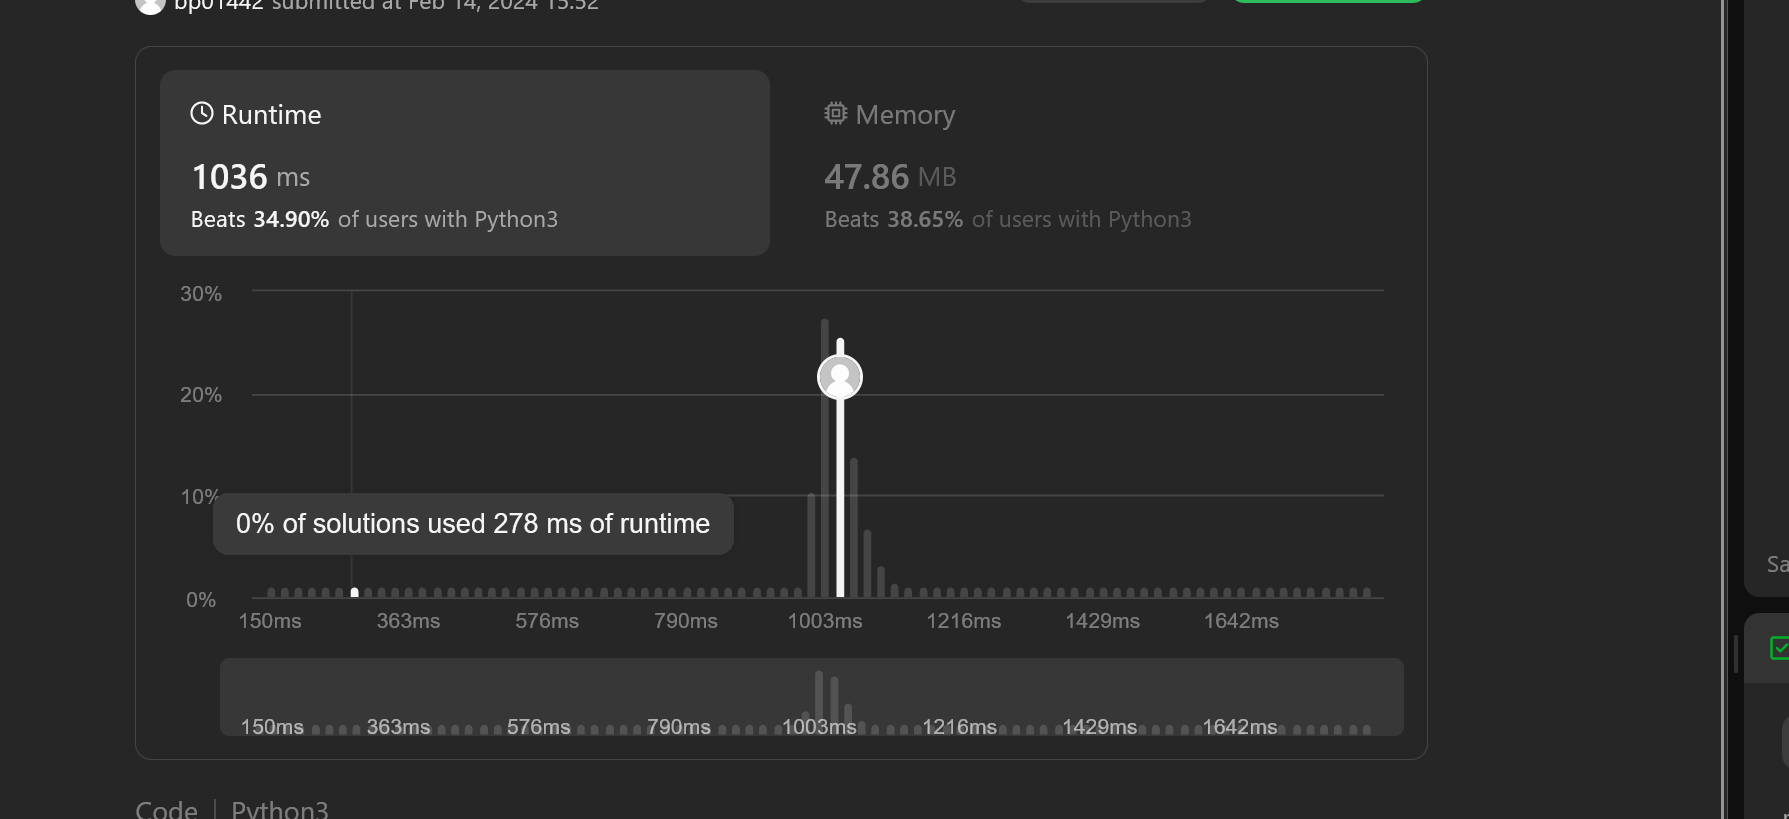 bp01442 submitted at Feb 14, 2024 15:52
Runtime
1036 ms
Beats 34.90% of users with Python3
Memory
47.86 MB
Beats 38.65% of users with Python3
30%
20%
10%
0% of solutions used 278 ms of runtime
0%
150ms 363ms 576ms 790ms 1003ms 1216ms 1429ms 1642ms
150ms 363ms 576ms 790ms 1003ms 1216ms 1429ms 1642ms
Code | Python3
Sa